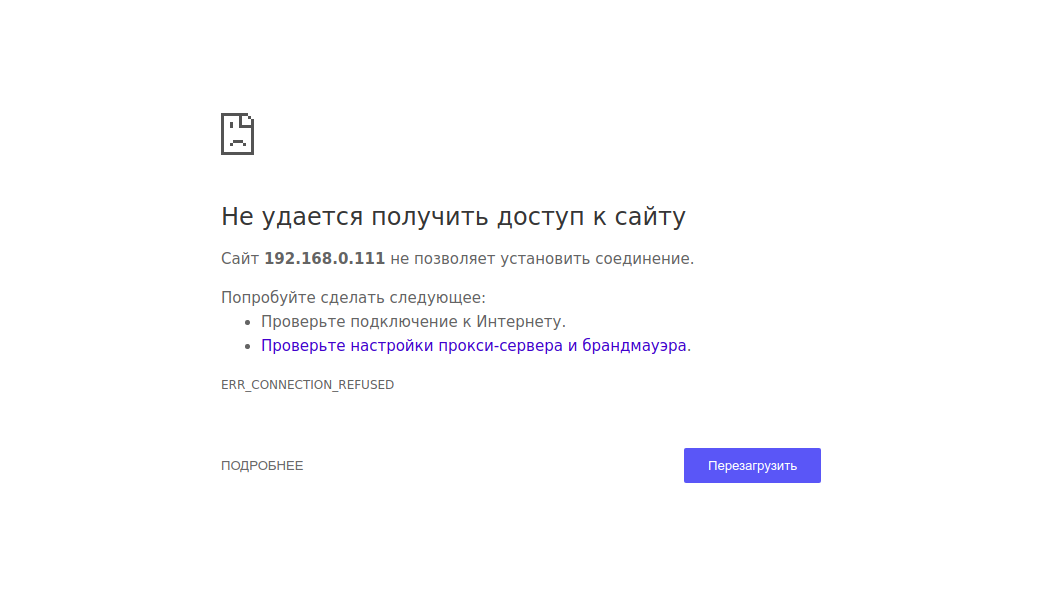 Не удается получить доступ к сайту
Сайт 192.168.0.111 не позволяет установить соединение.
Попробуйте сделать следующее:
Проверьте подключение к Интернету.
Проверьте настройки прокси-сервера и брандмауэра.
ERR_CONNECTION_REFUSED
ПОДРОБНЕЕ
Перезагрузить